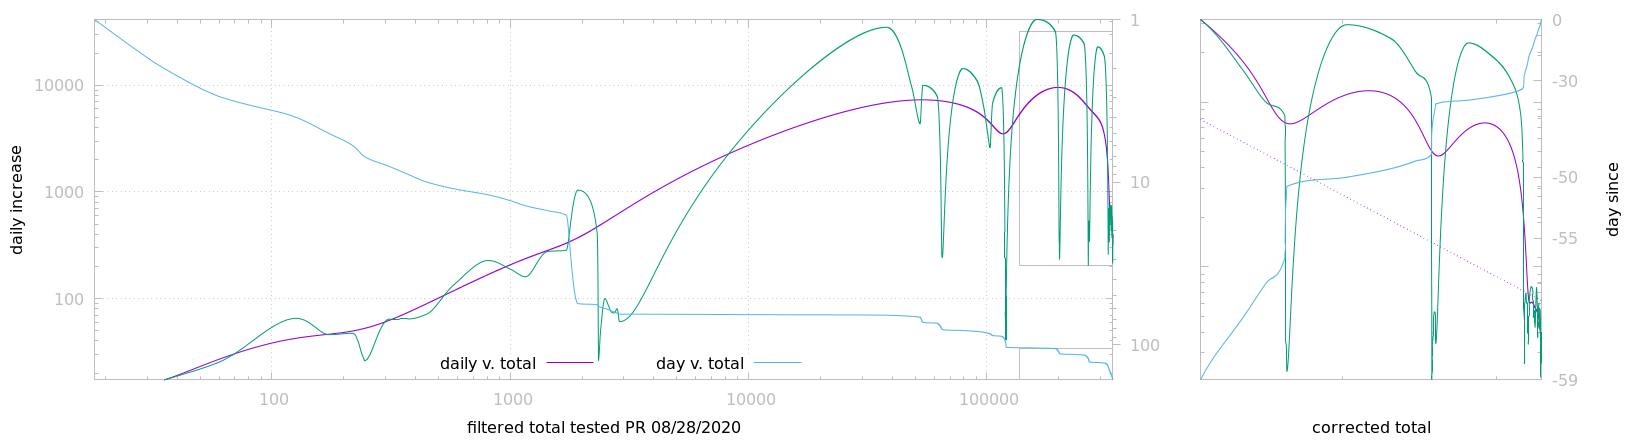 daily increase
10000
1000
100
100
1000
10000
100000
1
10
100
daily v. total
day v. total
filtered total tested PR 08/28/2020
0
-30
-50
-55
-59
day since
corrected total